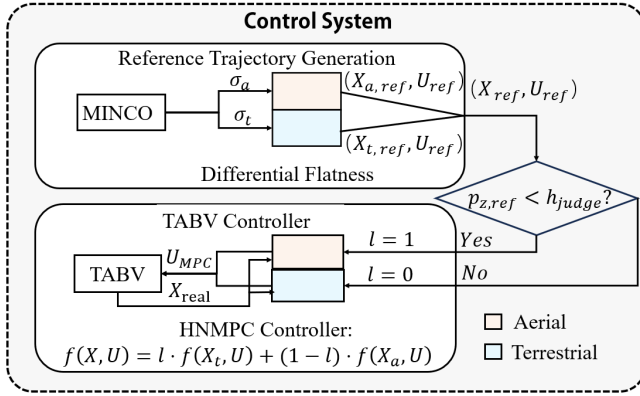 Control System
Reference Trajectory Generation
σ_a
(X_{a,ref}, U_{ref})
(X_{ref}, U_{ref})
MINCO
σ_t
(X_{t,ref}, U_{ref})
Differential Flatness
p_{z,ref} < h_{judge}?
TABV Controller
l = 1
Yes
U_{MPC}
TABV
l = 0
No
X_{real}
HNMPC Controller:
f(X, U) = l · f(X_t, U) + (1 − l) · f(X_a, U)
Aerial
Terrestrial